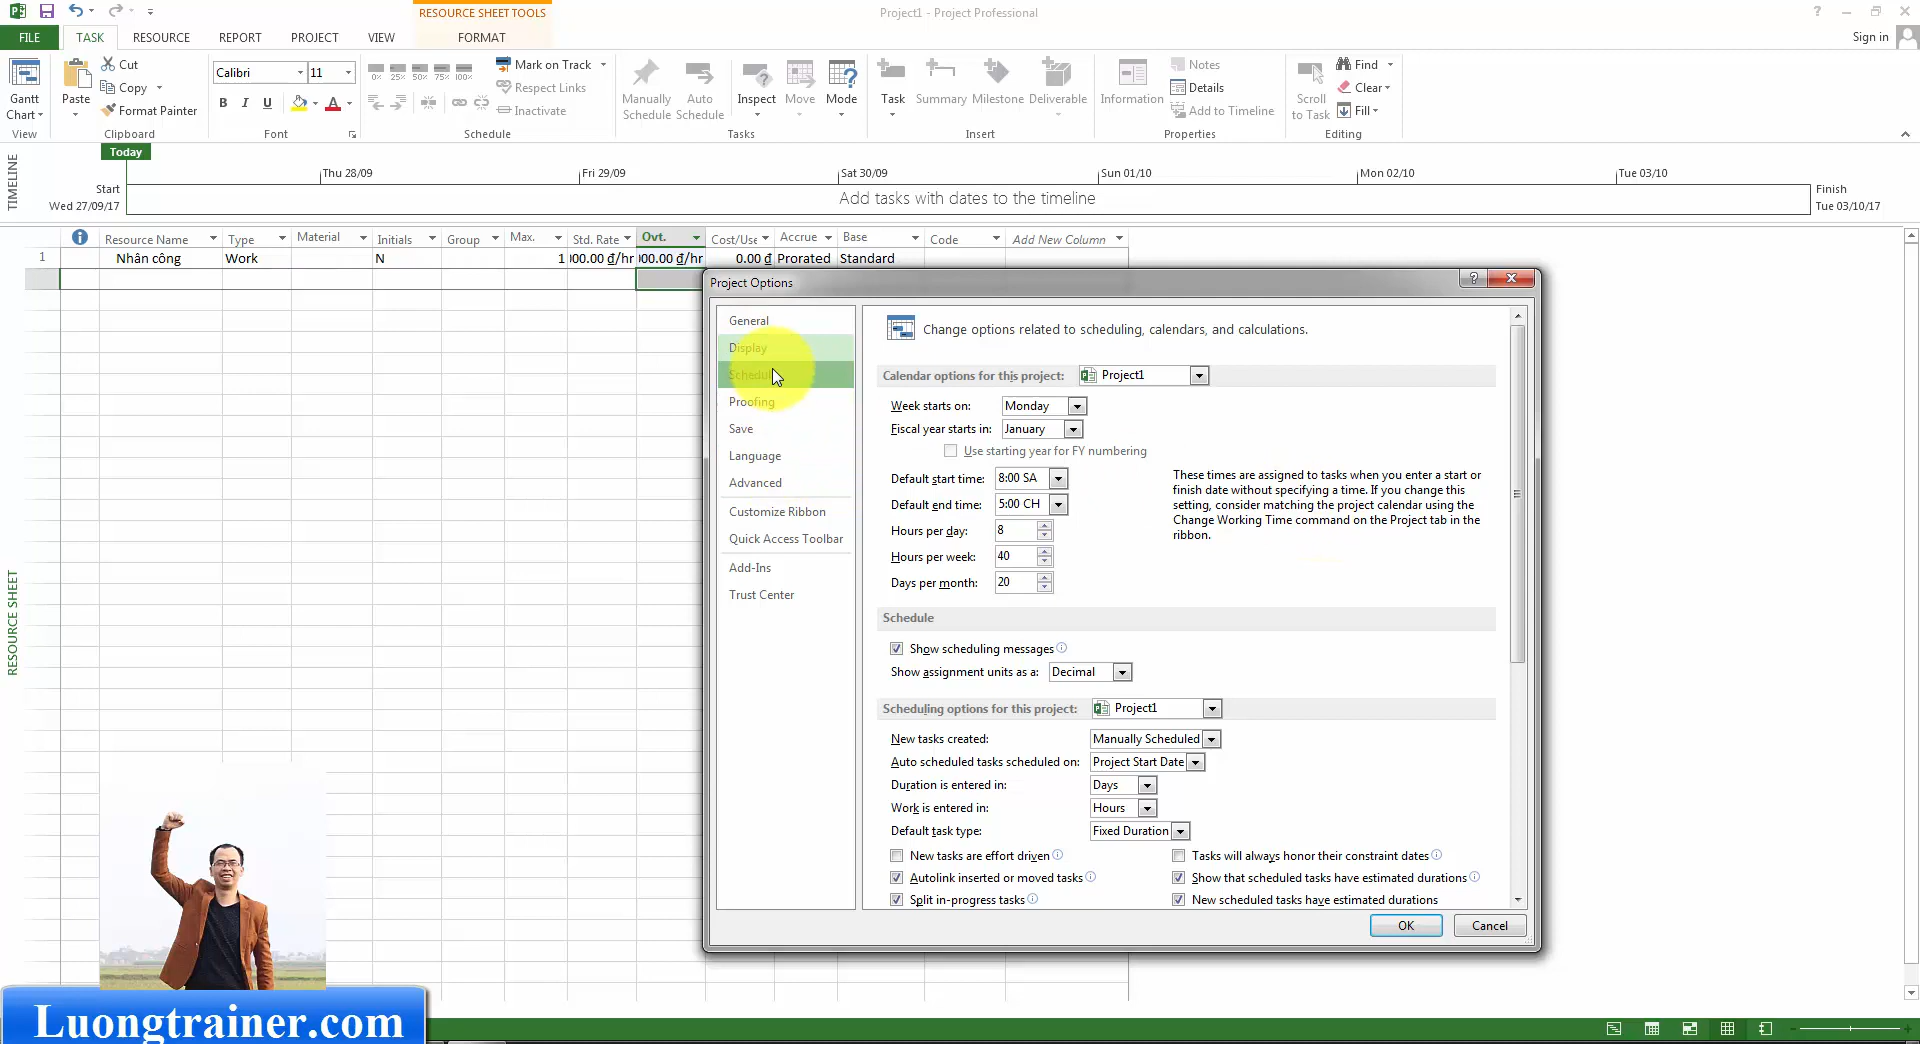 RESOURCE SHEET TOOLS
Project1 - Project Professional
FILE TASK RESOURCE REPORT PROJECT VIEW FORMAT
Sign in
Gantt Chart
View
Paste
Cut
Copy
Format Painter
Clipboard
Calibri 11
B I U A
Font
0% 25% 50% 75% 100%
Mark on Track
Respect Links
Inactivate
Schedule
Manually Schedule
Auto Schedule
Inspect
Move
Mode
Tasks
Task
Summary
Milestone
Deliverable
Insert
Information
Notes
Details
Add to Timeline
Properties
Scroll to Task
Find
Clear
Fill
Editing
TIMELINE
Today
Thu 28/09 Fri 29/09 Sat 30/09 Sun 01/10 Mon 02/10 Tue 03/10
Start
Wed 27/09/17
Add tasks with dates to the timeline
Finish
Tue 03/10/17
Resource Name Type Material Initials Group Max. Std. Rate Ovt. Cost/Use Accrue Base Code Add New Column
1 Nhân công Work N 1 00.00 ₫/hr 00.00 ₫/hr 0.00 ₫ Prorated Standard
RESOURCE SHEET
Project Options
General
Display
Schedule
Proofing
Save
Language
Advanced
Customize Ribbon
Quick Access Toolbar
Add-Ins
Trust Center
Change options related to scheduling, calendars, and calculations.
Calendar options for this project: Project1
Week starts on: Monday
Fiscal year starts in: January
Use starting year for FY numbering
Default start time: 8:00 SA
Default end time: 5:00 CH
Hours per day: 8
Hours per week: 40
Days per month: 20
These times are assigned to tasks when you enter a start or
finish date without specifying a time. If you change this
setting, consider matching the project calendar using the
Change Working Time command on the Project tab in the
ribbon.
Schedule
Show scheduling messages
Show assignment units as a: Decimal
Scheduling options for this project: Project1
New tasks created: Manually Scheduled
Auto scheduled tasks scheduled on: Project Start Date
Duration is entered in: Days
Work is entered in: Hours
Default task type: Fixed Duration
New tasks are effort driven Tasks will always honor their constraint dates
Autolink inserted or moved tasks Show that scheduled tasks have estimated durations
Split in-progress tasks New scheduled tasks have estimated durations
OK Cancel
Luongtrainer.com